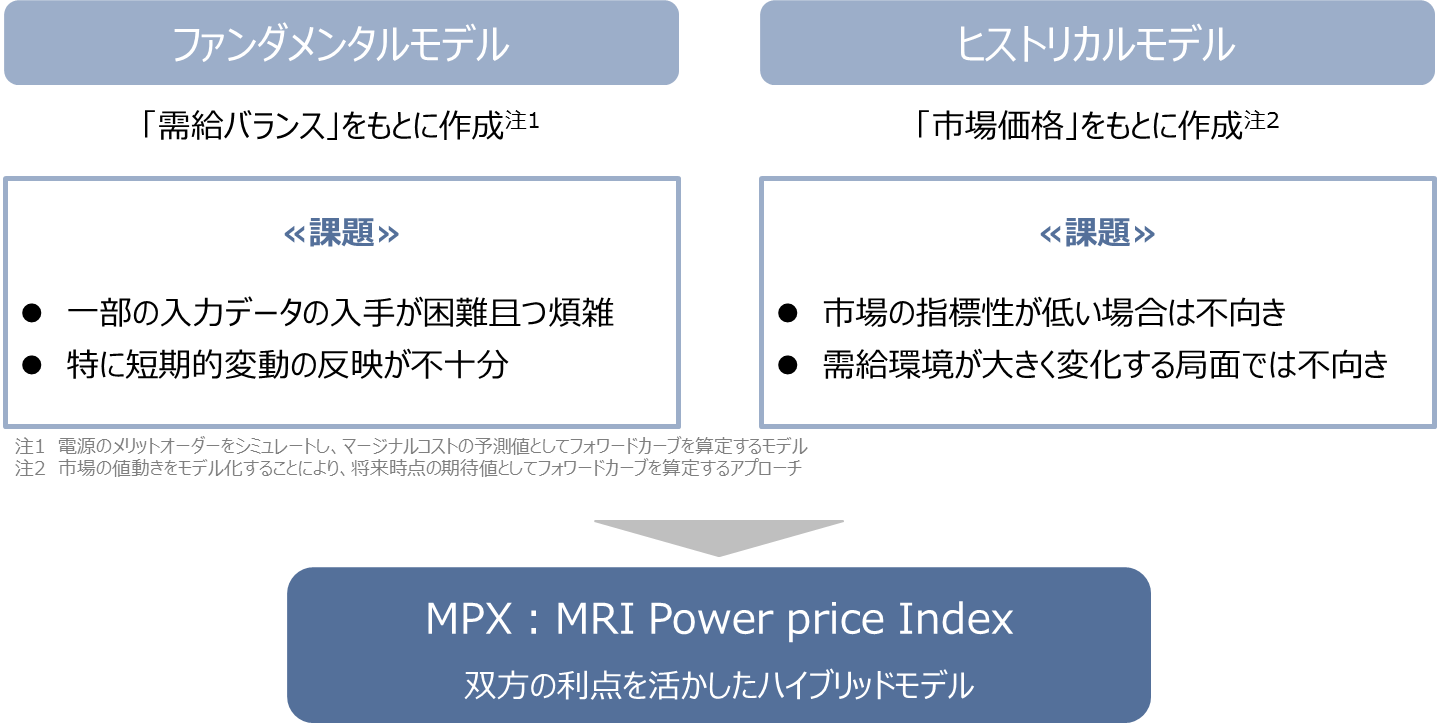 ファンダメンタルモデル
「需給バランス」をもとに作成注1
≪課題≫
● 一部の入力データの入手が困難且つ煩雑
● 特に短期的変動の反映が不十分
ヒストリカルモデル
「市場価格」をもとに作成注2
≪課題≫
● 市場の指標性が低い場合は不向き
● 需給環境が大きく変化する局面では不向き
注1 電源のメリットオーダーをシミュレートし、マージナルコストの予測値としてフォワードカーブを算定するモデル
注2 市場の値動きをモデル化することにより、将来時点の期待値としてフォワードカーブを算定するアプローチ
MPX：MRI Power price Index
双方の利点を活かしたハイブリッドモデル